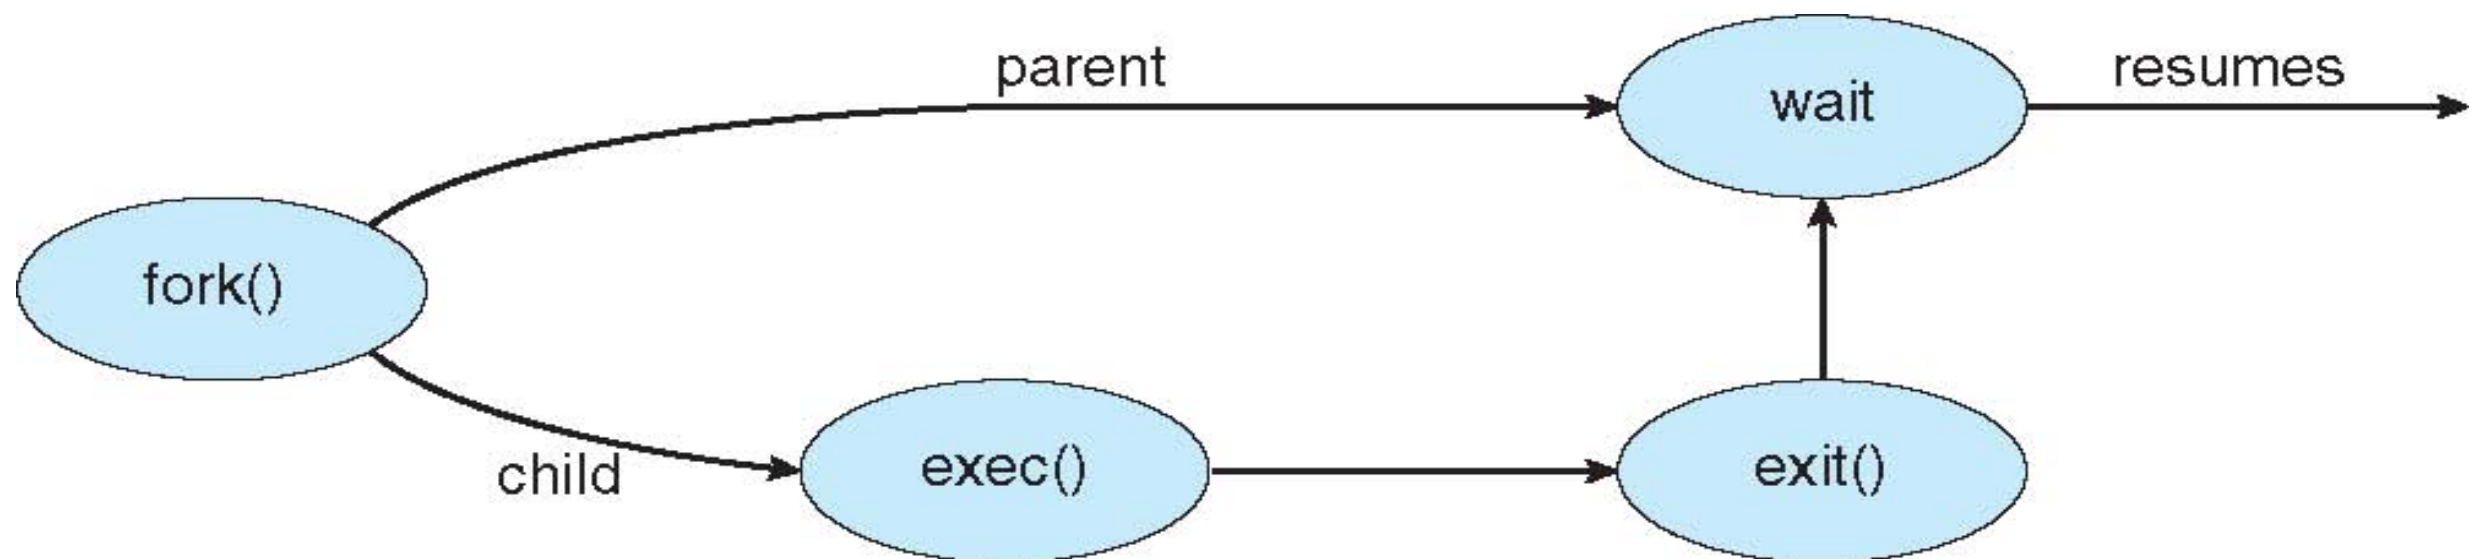 parent
wait
resumes
fork()
child
exec()
exit()